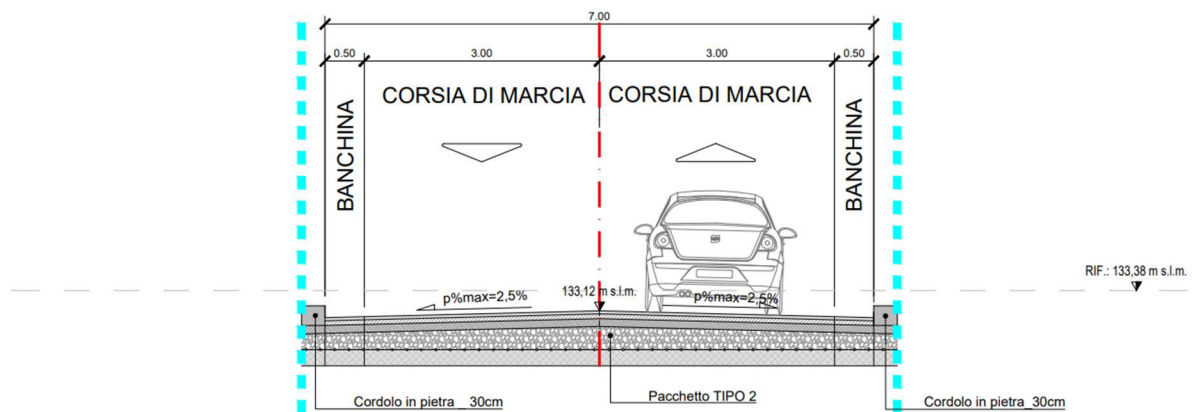 7.00
0.50 3.00 3.00 0.50
CORSIA DI MARCIA CORSIA DI MARCIA
BANCHINA
BANCHINA
RIF.: 133,38 m s.l.m.
133,12 m s.l.m.
p%max=2,5% p%max=2,5%
Cordolo in pietra _30cm
Pacchetto TIPO 2
Cordolo in pietra_30cm